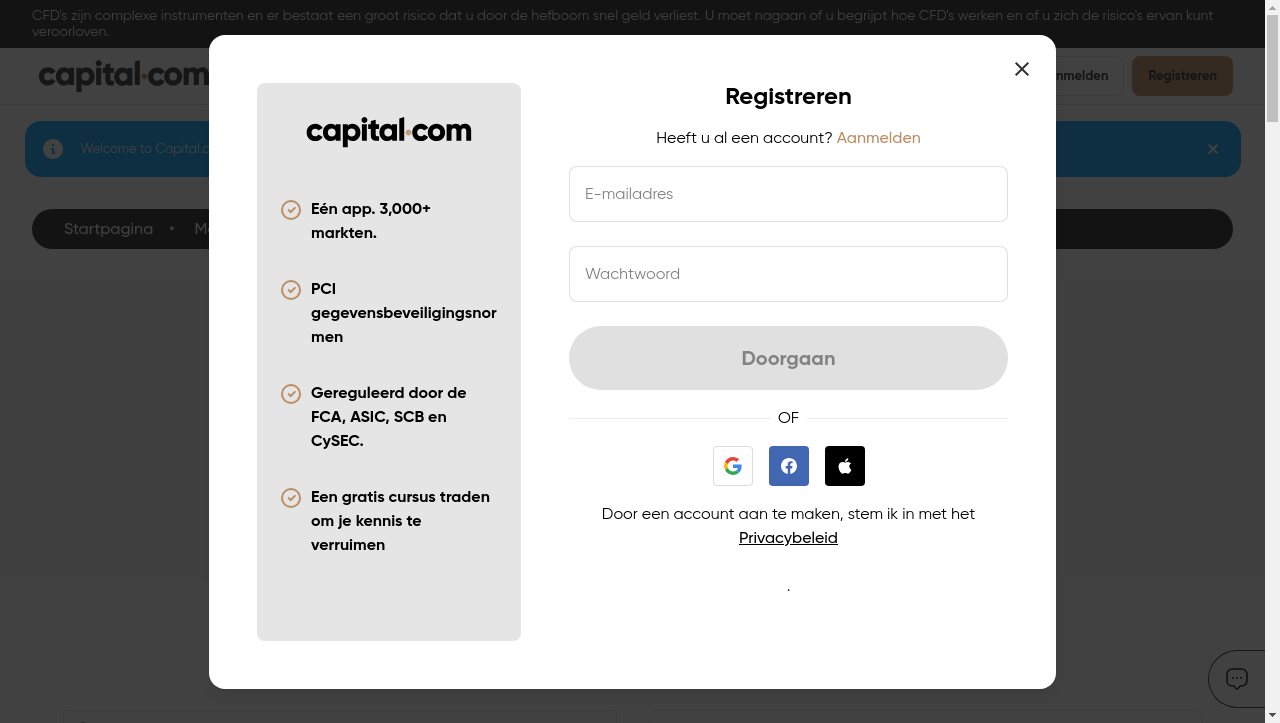 CFD's zijn complexe instrumenten en er bestaat een groot risico dat u door de hefboom snel geld verliest. U moet nagaan of u begrijpt hoe CFD's werken en of u zich de risico's ervan kunt
veroorloven.
capital.com
Registreren
Welcome to Capital.
Startpagina
capital.com
Eén app. 3,000+
markten.
PCI
gegevensbeveiligingsnor
men
Gereguleerd door de
FCA, ASIC, SCB en
CySEC.
Een gratis cursus traden
om je kennis te
verruimen
Registreren
Heeft u al een account? Aanmelden
E-mailadres
Wachtwoord
Doorgaan
OF
Door een account aan te maken, stem ik in met het
Privacybeleid
.